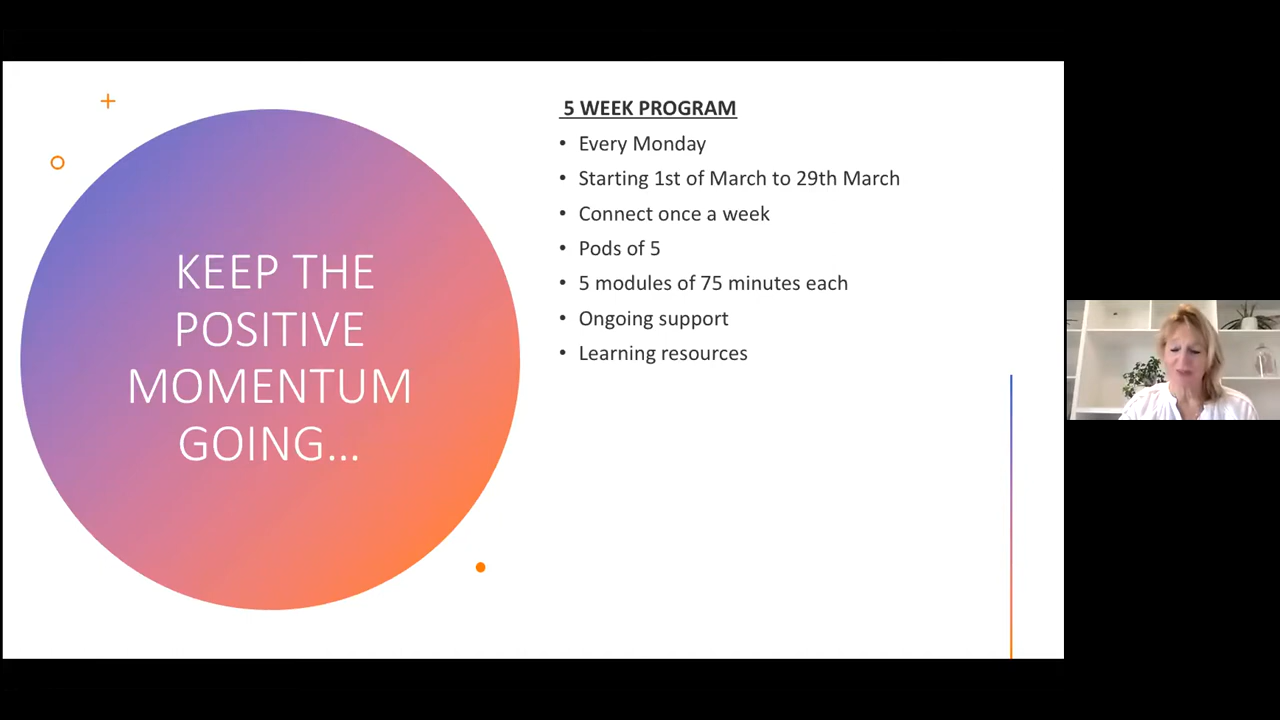 KEEP THE
POSITIVE
MOMENTUM
GOING...
5 WEEK PROGRAM
• Every Monday
• Starting 1st of March to 29th March
• Connect once a week
• Pods of 5
• 5 modules of 75 minutes each
• Ongoing support
• Learning resources